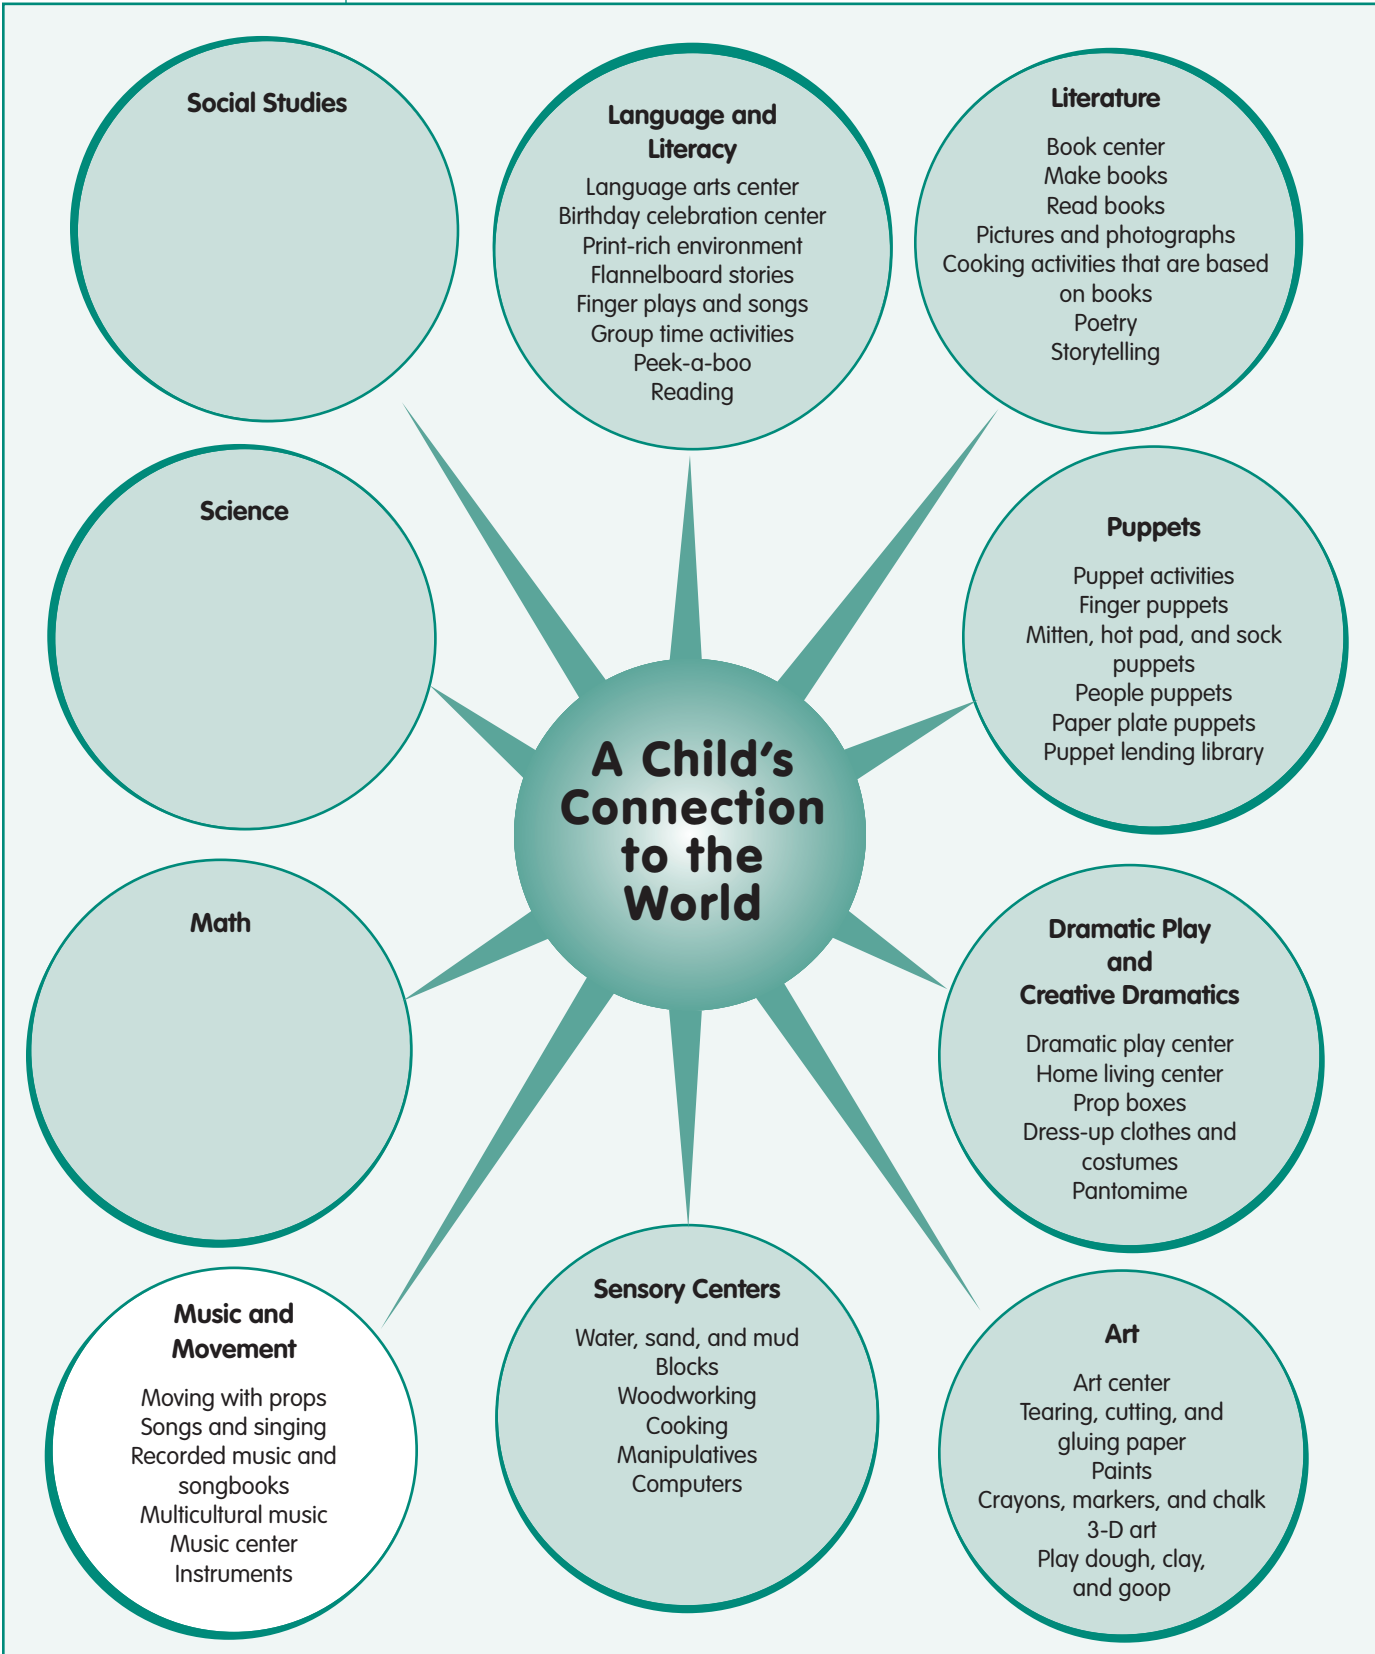 Social Studies
Language and
Literacy
Language arts center
Birthday celebration center
Print-rich environment
Flannelboard stories
Finger plays and songs
Group time activities
Peek-a-boo
Reading
Literature
Book center
Make books
Read books
Pictures and photographs
Cooking activities that are based
on books
Poetry
Storytelling
Science
Puppets
Puppet activities
Finger puppets
Mitten, hot pad, and sock
puppets
People puppets
Paper plate puppets
Puppet lending library
A Child's
Connection
to the
World
Math
Dramatic Play
and
Creative Dramatics
Dramatic play center
Home living center
Prop boxes
Dress-up clothes and
costumes
Pantomime
Music and
Movement
Moving with props
Songs and singing
Recorded music and
songbooks
Multicultural music
Music center
Instruments
Sensory Centers
Water, sand, and mud
Blocks
Woodworking
Cooking
Manipulatives
Computers
Art
Art center
Tearing, cutting, and
gluing paper
Paints
Crayons, markers, and chalk
3-D art
Play dough, clay,
and goop